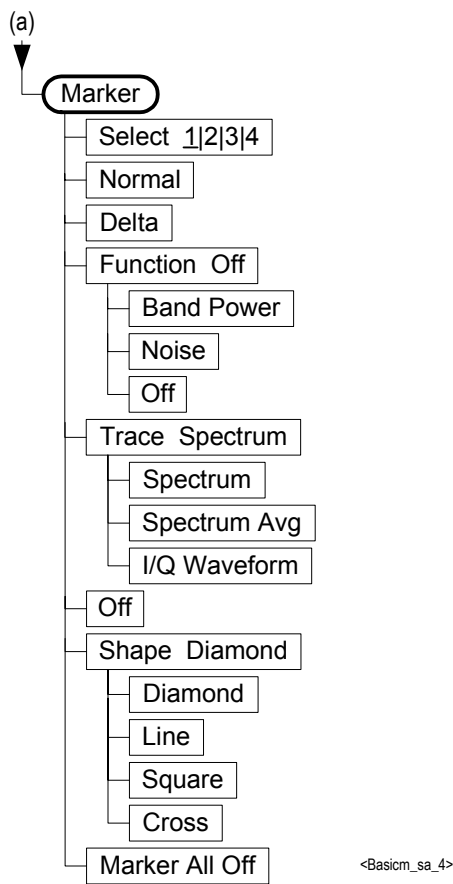 (a)
Marker
Select 1|2|3|4
Normal
Delta
Function Off
Band Power
Noise
Off
Trace Spectrum
Spectrum
Spectrum Avg
I/Q Waveform
Off
Shape Diamond
Diamond
Line
Square
Cross
Marker All Off
<Basicm_sa_4>